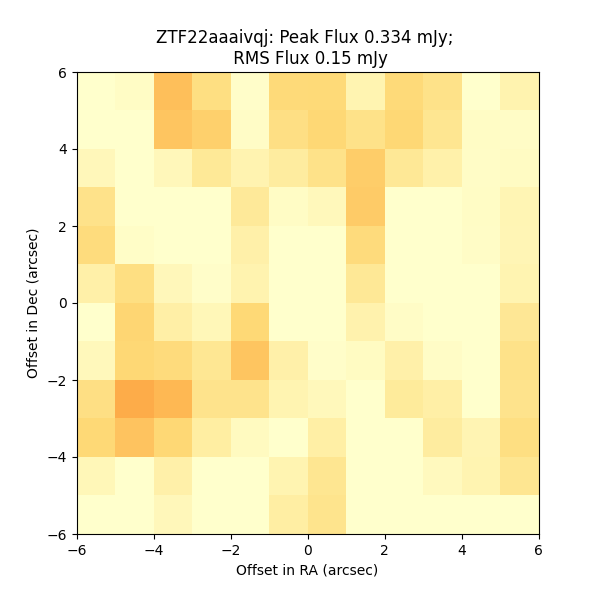 ZTF22aaaivqj: Peak Flux 0.334 mJy;
RMS Flux 0.15 mJy
6
4
2
0
−2
−4
−6
Offset in Dec (arcsec)
−6 −4 −2 0 2 4 6
Offset in RA (arcsec)